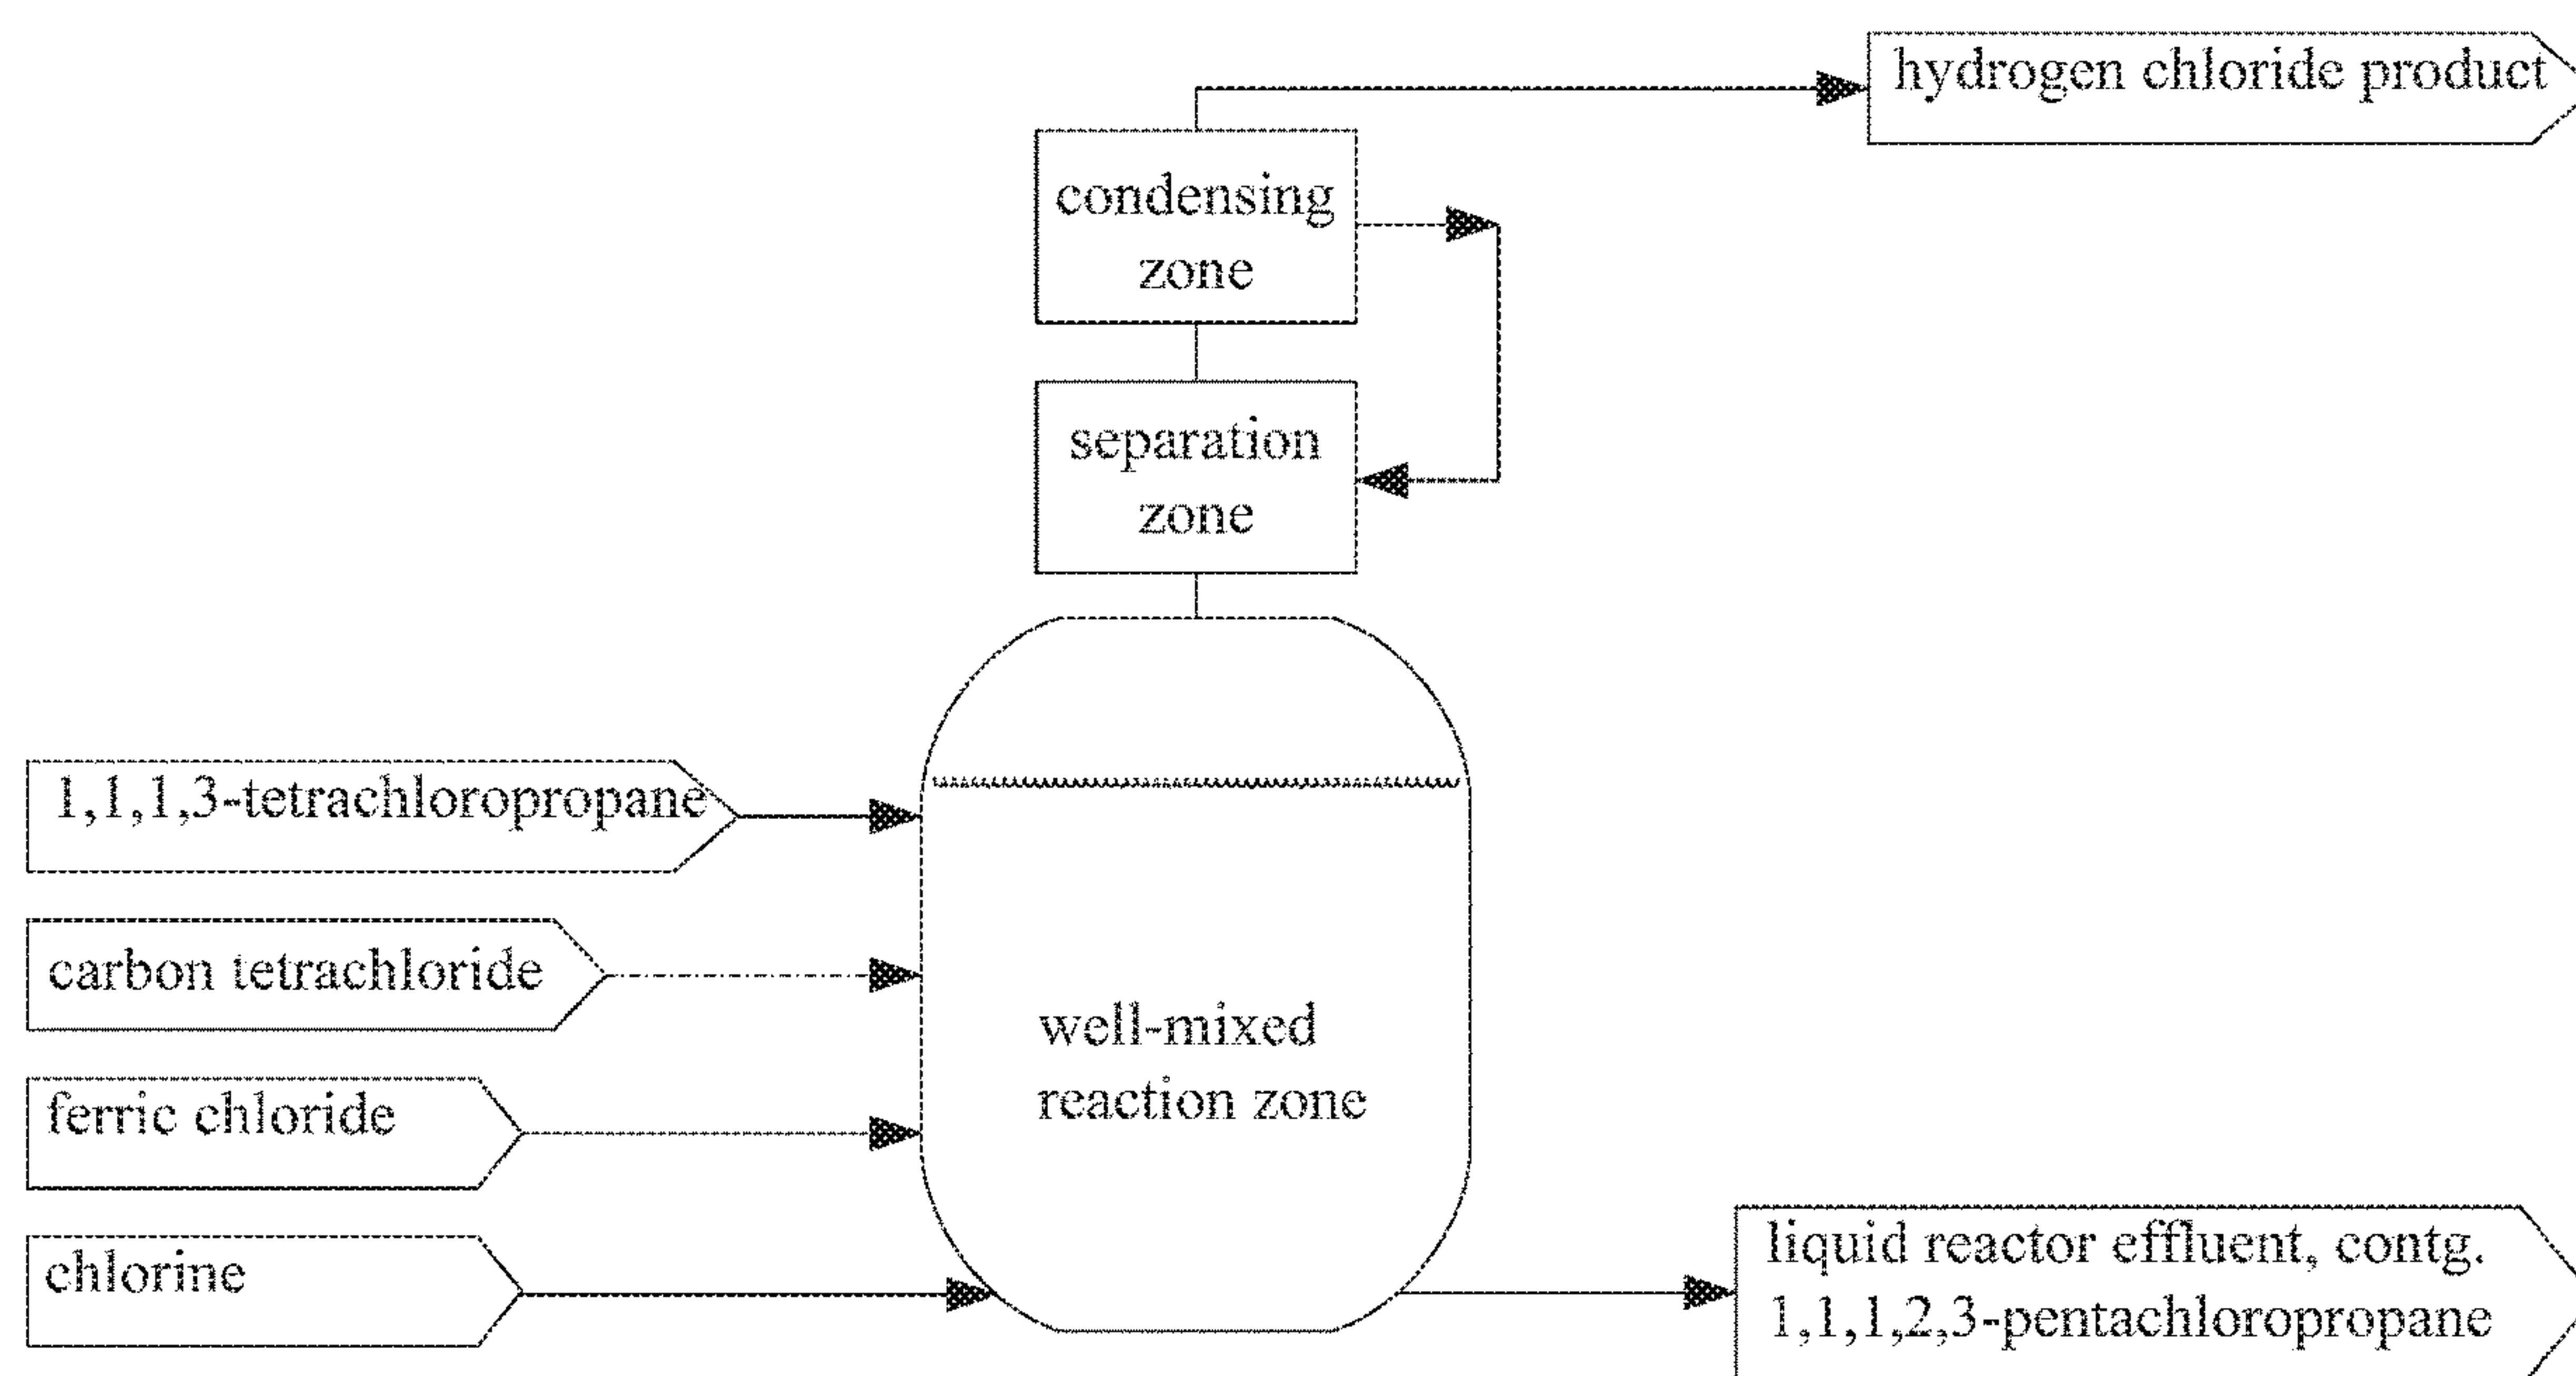 hydrogen chloride product
condensing
zone
separation
zone
1,1,1,3-tetrachloropropane
carbon tetrachloride
ferric chloride
chlorine
well-mixed
reaction zone
liquid reactor effluent, contg.
1,1,1,2,3-pentachloropropane